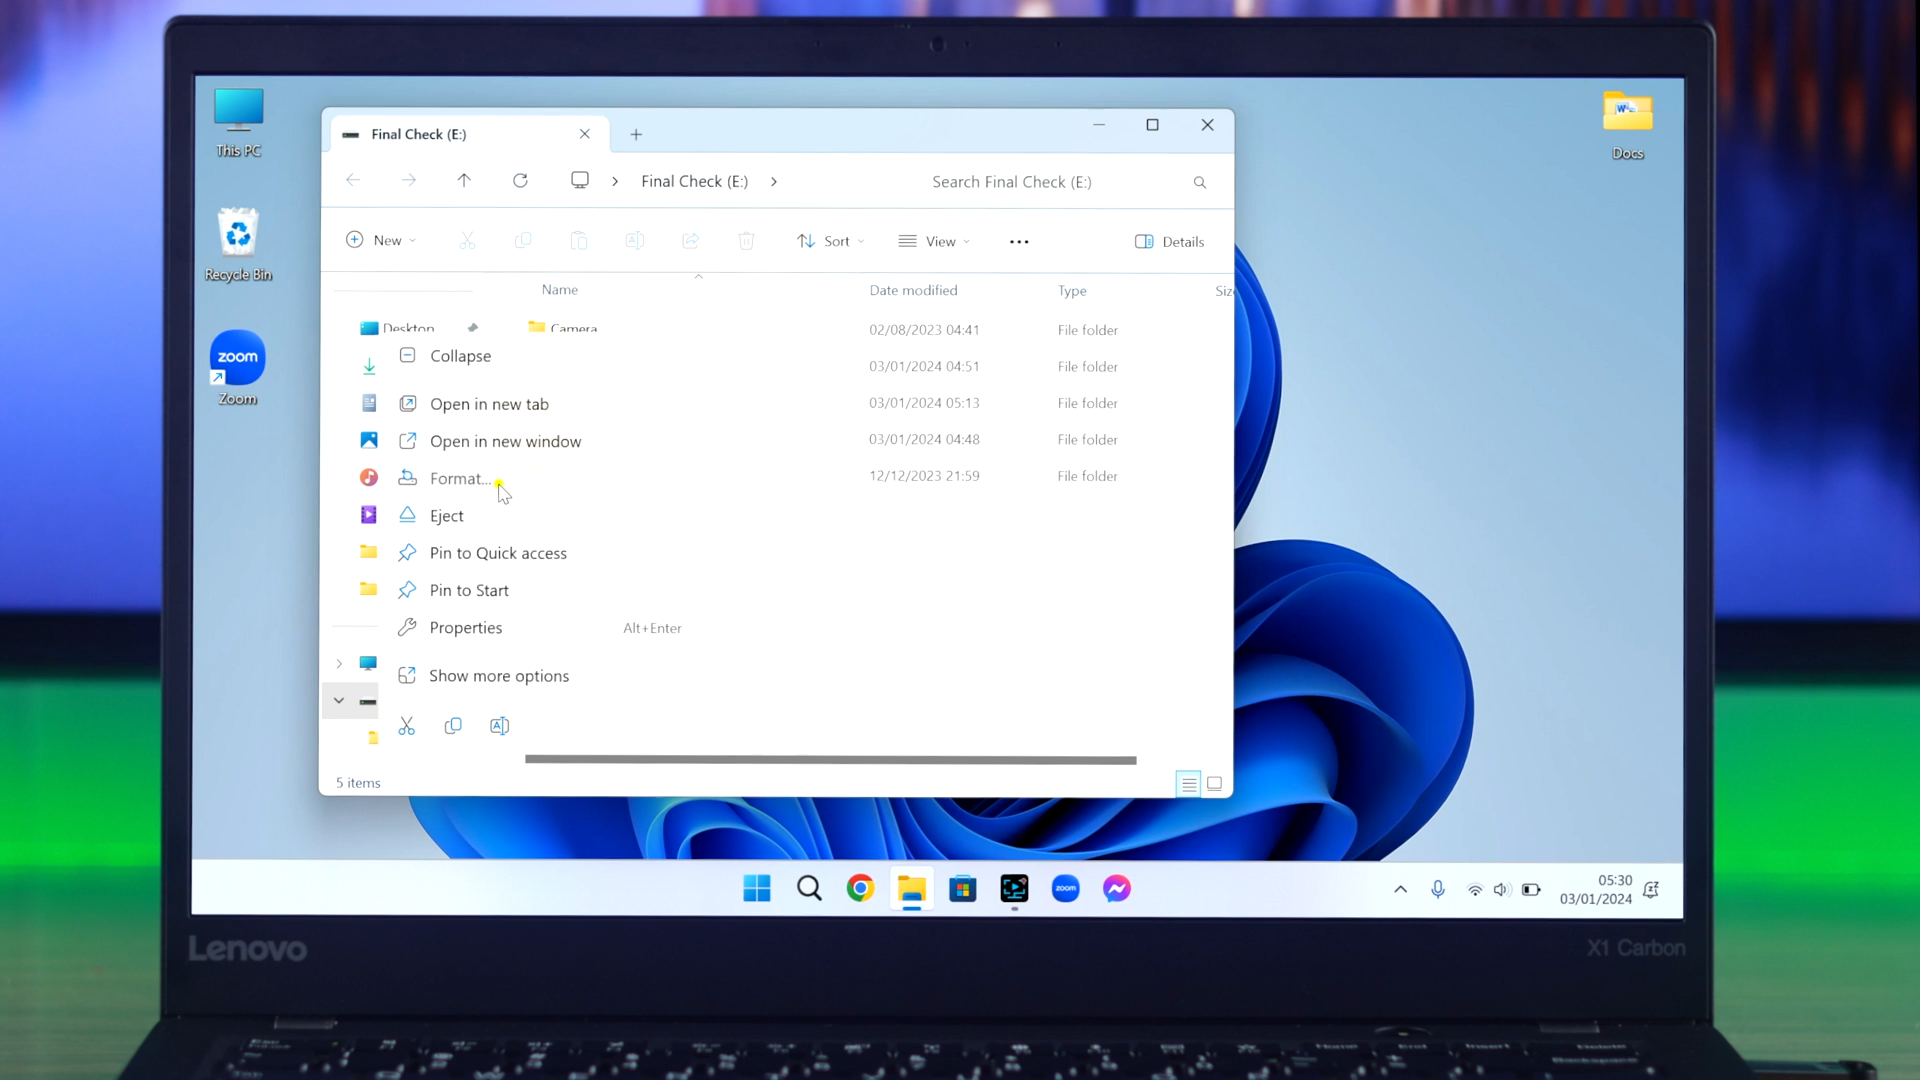 This PC
Recycle Bin
zoom
Zoom
Docs
Final Check (E:)
Final Check (E:)
Search Final Check (E:)
New
Sort
View
Details
Name
Date modified
Type
Desktop
Camera
02/08/2023 04:41
File folder
Collapse
03/01/2024 04:51
File folder
Open in new tab
03/01/2024 05:13
File folder
Open in new window
03/01/2024 04:48
File folder
Format...
12/12/2023 21:59
File folder
Eject
Pin to Quick access
Pin to Start
Properties
Alt+Enter
Show more options
5 items
zoom
05:30
03/01/2024
Lenovo
X1 Carbon